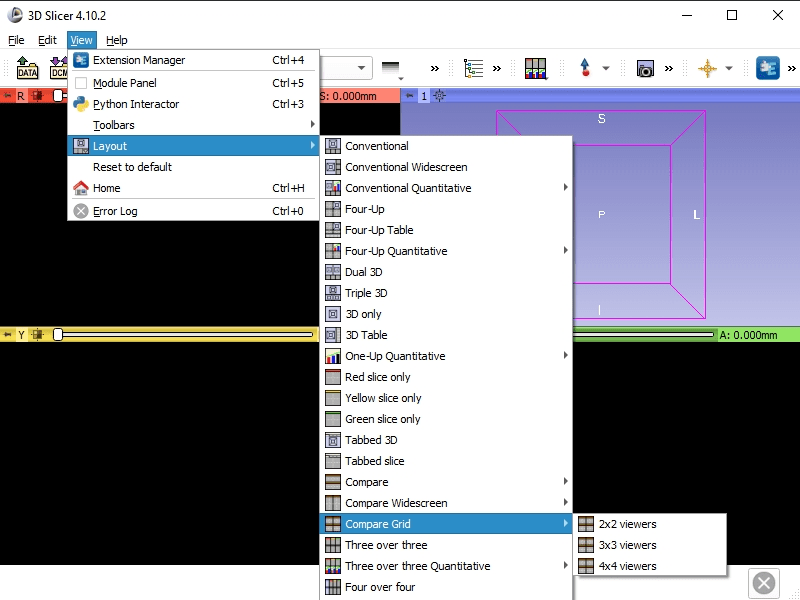 3D Slicer 4.10.2
File Edit View Help
DATA DCM
Extension Manager Ctrl+4
Module Panel Ctrl+5
Python Interactor Ctrl+3
Toolbars
Layout
Reset to default
Home Ctrl+H
Error Log Ctrl+0
R S: 0.000mm 1
S
P L
I
Y A: 0.000mm
Conventional
Conventional Widescreen
Conventional Quantitative
Four-Up
Four-Up Table
Four-Up Quantitative
Dual 3D
Triple 3D
3D only
3D Table
One-Up Quantitative
Red slice only
Yellow slice only
Green slice only
Tabbed 3D
Tabbed slice
Compare
Compare Widescreen
Compare Grid
Three over three
Three over three Quantitative
Four over four
2x2 viewers
3x3 viewers
4x4 viewers